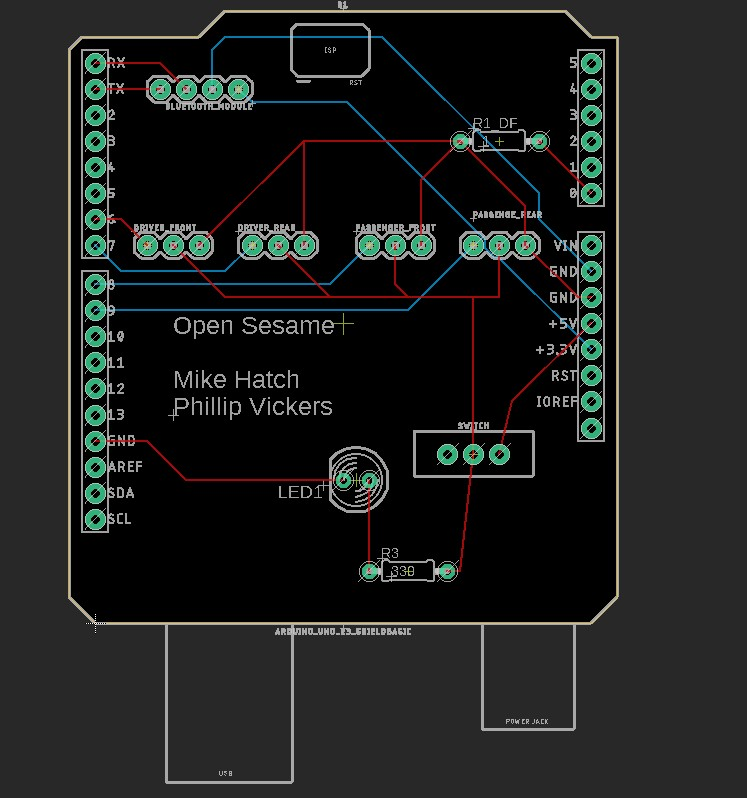 ISP
RST
RX
TX
2
3
4
5
6
7
BLUETOOTH_MODULE
R1_DF
1
5
4
3
2
1
0
DRIVER_FRONT
DRIVER_REAR
PASSENGER_FRONT
8
9
10
11
12
13
GND
AREF
SDA
SCL
VIN
GND
GND
+5V
+3.3V
RST
IOREF
Open Sesame
Mike Hatch
Phillip Vickers
SWITCH
LED1
R3
330
ARDUINO_UNO_R3_SHIELDBASIC
POWER JACK
USB